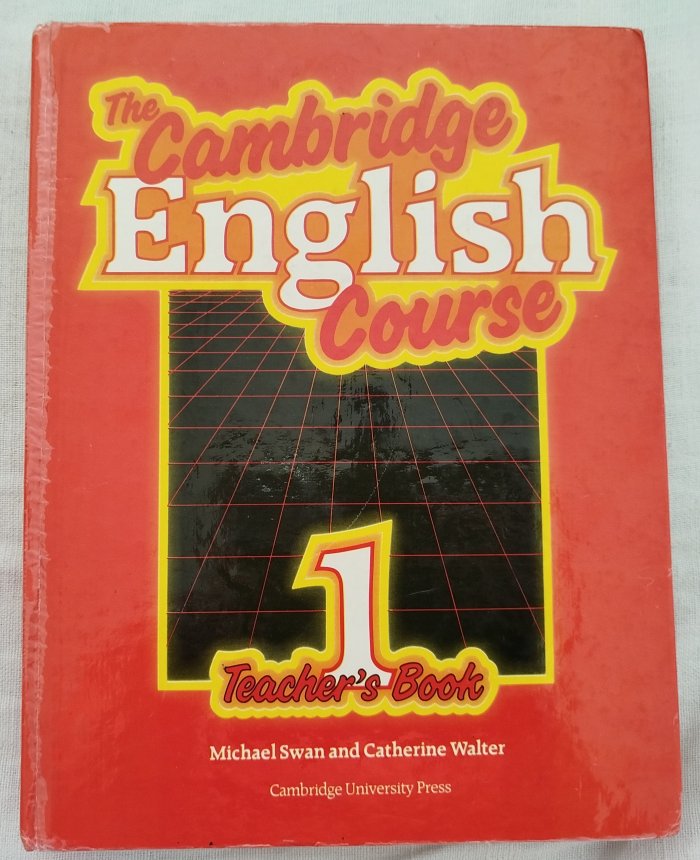 The
Cambridge
English
Course
1
Teacher's Book
Michael Swan and Catherine Walter
Cambridge University Press